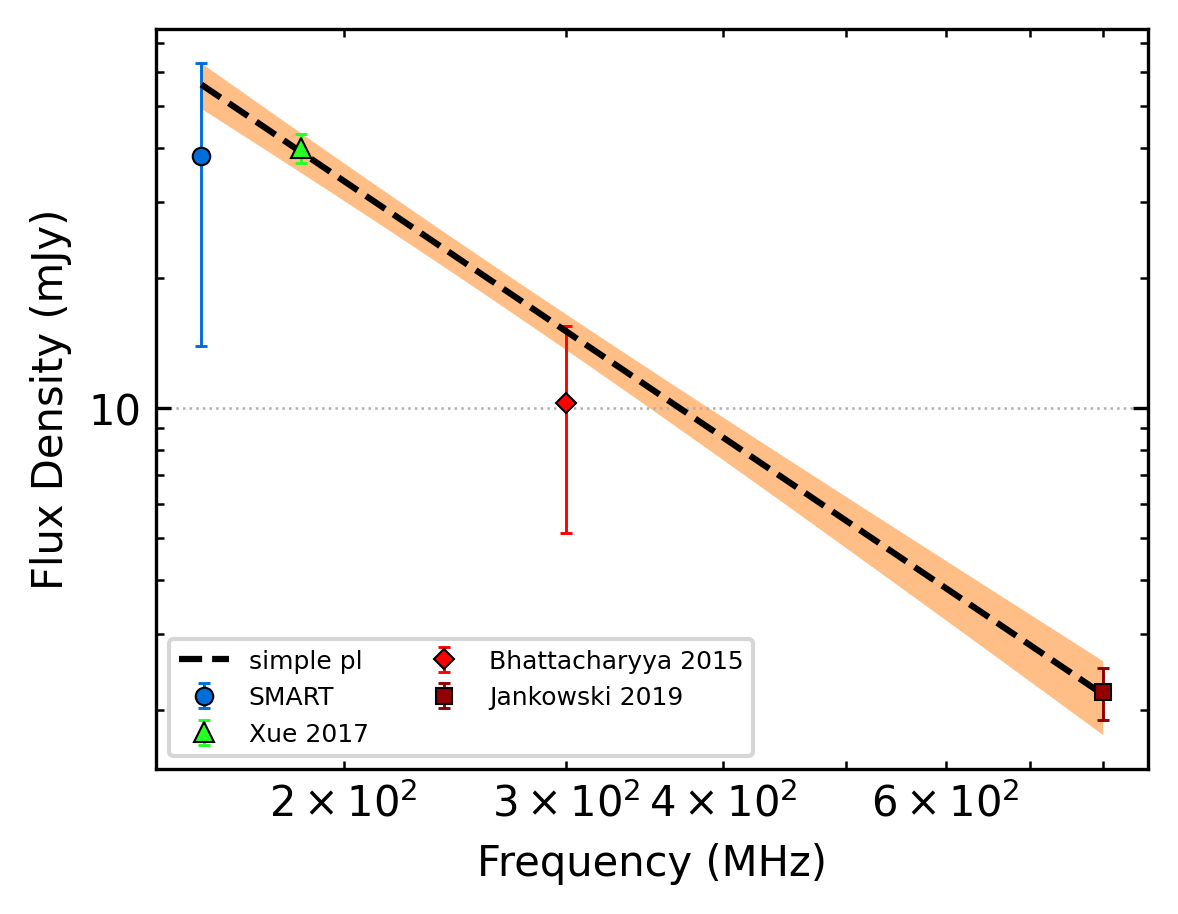 Flux Density (mJy)
10
simple pl
SMART
Xue 2017
Bhattacharyya 2015
Jankowski 2019
2 × 10² 3 × 10² 4 × 10² 6 × 10²
Frequency (MHz)